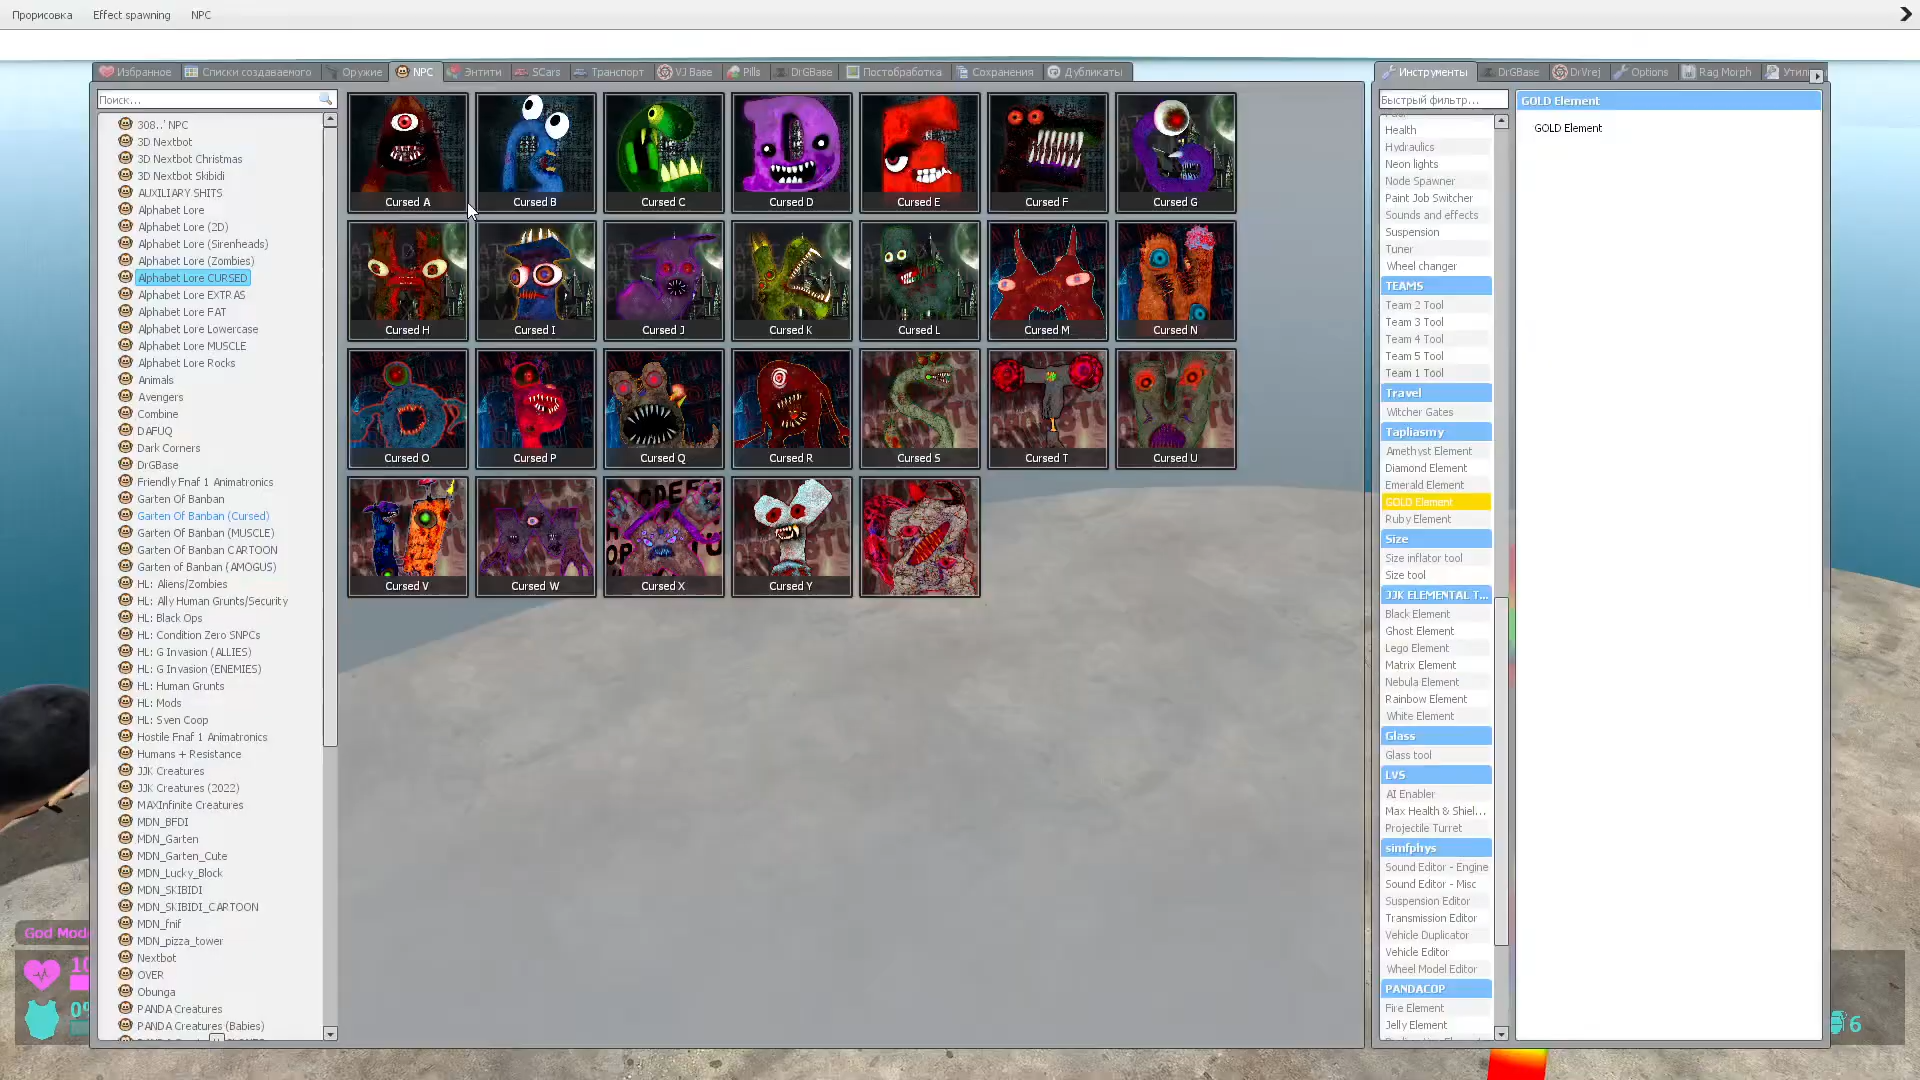 Прорисовка Effect spawning NPC
Избранное Списки создаваемого Оружие NPC Энтити SCars Транспорт VJ Base Pills DrGBase Постобработка Сохранения Дубликаты
Инструменты DrGBase DrVrej Options Rag Morph Утили
Поиск...
308..' NPC
3D Nextbot
3D Nextbot Christmas
3D Nextbot Skibidi
AUXILIARY SHITS
Alphabet Lore
Alphabet Lore (2D)
Alphabet Lore (Sirenheads)
Alphabet Lore (Zombies)
Alphabet Lore CURSED
Alphabet Lore EXTRAS
Alphabet Lore FAT
Alphabet Lore Lowercase
Alphabet Lore MUSCLE
Alphabet Lore Rocks
Animals
Avengers
Combine
DAFUQ
Dark Corners
DrGBase
Friendly Fnaf 1 Animatronics
Garten Of Banban
Garten Of Banban (Cursed)
Garten Of Banban (MUSCLE)
Garten Of Banban CARTOON
Garten of Banban (AMOGUS)
HL: Aliens/Zombies
HL: Ally Human Grunts/Security
HL: Black Ops
HL: Condition Zero SNPCs
HL: G Invasion (ALLIES)
HL: G Invasion (ENEMIES)
HL: Human Grunts
HL: Mods
HL: Sven Coop
Hostile Fnaf 1 Animatronics
Humans + Resistance
JJK Creatures
JJK Creatures (2022)
MAXInfinite Creatures
MDN_BFDI
MDN_Garten
MDN_Garten_Cute
MDN_Lucky_Block
MDN_SKIBIDI
MDN_SKIBIDI_CARTOON
MDN_fnif
MDN_pizza_tower
Nextbot
OVER
Obunga
PANDA Creatures
PANDA Creatures (Babies)
Cursed A Cursed B Cursed C Cursed D Cursed E Cursed F Cursed G
Cursed H Cursed I Cursed J Cursed K Cursed L Cursed M Cursed N
Cursed O Cursed P Cursed Q Cursed R Cursed S Cursed T Cursed U
Cursed V Cursed W Cursed X Cursed Y
Быстрый фильтр...
Health
Hydraulics
Neon lights
Node Spawner
Paint Job Switcher
Sounds and effects
Suspension
Tuner
Wheel changer
TEAMS
Team 2 Tool
Team 3 Tool
Team 4 Tool
Team 5 Tool
Team 1 Tool
Travel
Witcher Gates
Tapliasmy
Amethyst Element
Diamond Element
Emerald Element
GOLD Element
Ruby Element
Size
Size inflator tool
Size tool
JJK ELEMENTAL T...
Black Element
Ghost Element
Lego Element
Matrix Element
Nebula Element
Rainbow Element
White Element
Glass
Glass tool
LVS
AI Enabler
Max Health & Shiel...
Projectile Turret
simfphys
Sound Editor - Engine
Sound Editor - Misc
Suspension Editor
Transmission Editor
Vehicle Duplicator
Vehicle Editor
Wheel Model Editor
PANDACOP
Fire Element
Jelly Element
GOLD Element
GOLD Element
God Mod
10
0%
6